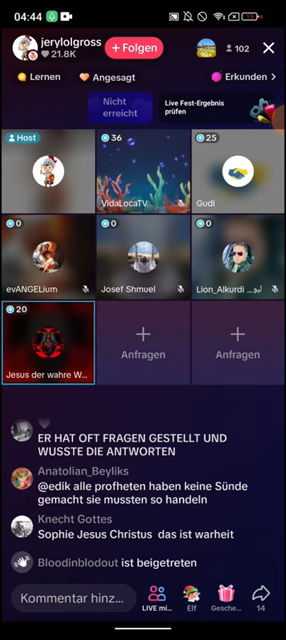 04:44
jerylolgross
21.8K
+ Folgen
102
Lernen
Angesagt
Erkunden >
Nicht
erreicht
Live Fest-Ergebnis
prüfen
Host
36
VidaLocaTV
25
Gudi
0
evANGELium
0
Josef Shmuel
0
Lion_Alkurdi ...ليو
20
Jesus der wahre W...
Anfragen
Anfragen
ER HAT OFT FRAGEN GESTELLT UND
WUSSTE DIE ANTWORTEN
Anatolian_Beyliks
@edik alle profheten haben keine Sünde
gemacht sie mussten so handeln
Knecht Gottes
Sophie Jesus Christus das ist warheit
Bloodinblodout ist beigetreten
Kommentar hinz...
LIVE mi...
Elf
Gesche...
14